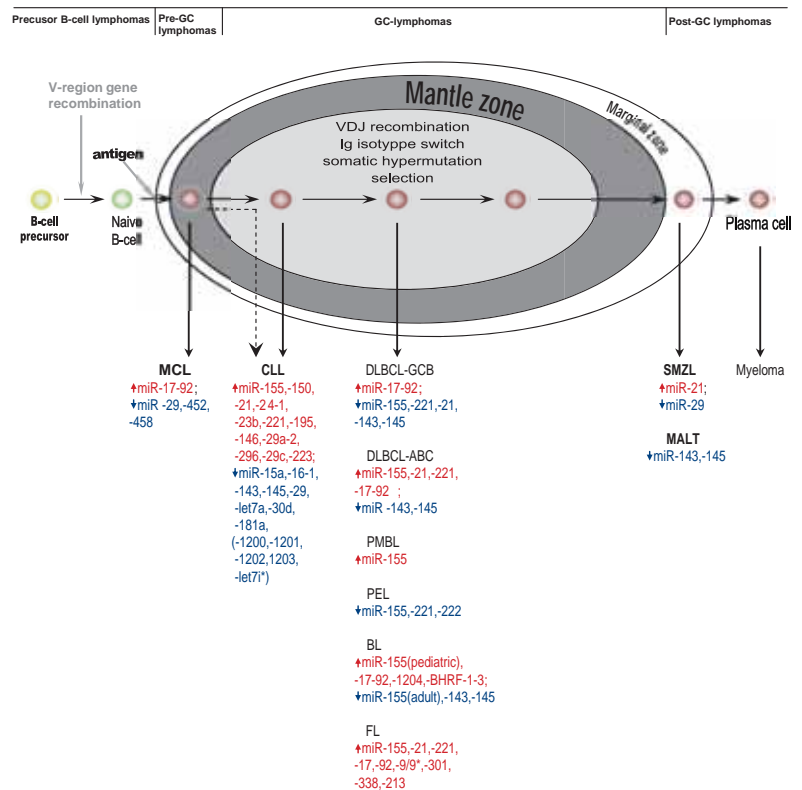 Precusor B-cell lymphomas
Pre-GC
lymphomas
GC-lymphomas
Post-GC lymphomas
V-region gene
recombination
Mantle zone
Marginal zone
VDJ recombination
Ig isotyppe switch
somatic hypermutation
selection
antigen
B-cell
precursor
Naive
B-cell
Plasma cell
MCL
↑miR-17-92;
↓miR -29,-452,
-458
CLL
↑miR-155,-150,
-21,-24-1,
-23b,-221,-195,
-146,-29a-2,
-296,-29c,-223;
↓miR-15a,-16-1,
-143,-145,-29,
-let7a,-30d,
-181a,
(-1200,-1201,
-1202,1203,
-let7i*)
DLBCL-GCB
↑miR-17-92;
↓miR-155,-221,-21,
-143,-145
DLBCL-ABC
↑miR-155,-21,-221,
-17-92 ;
↓miR -143,-145
PMBL
↑miR-155
PEL
↓miR-155,-221,-222
BL
↑miR-155(pediatric),
-17-92,-1204,-BHRF-1-3;
↓miR-155(adult),-143,-145
FL
↑miR-155,-21,-221,
-17,-92,-9/9*,-301,
-338,-213
SMZL
↑miR-21;
↓miR-29
MALT
↓miR-143,-145
Myeloma